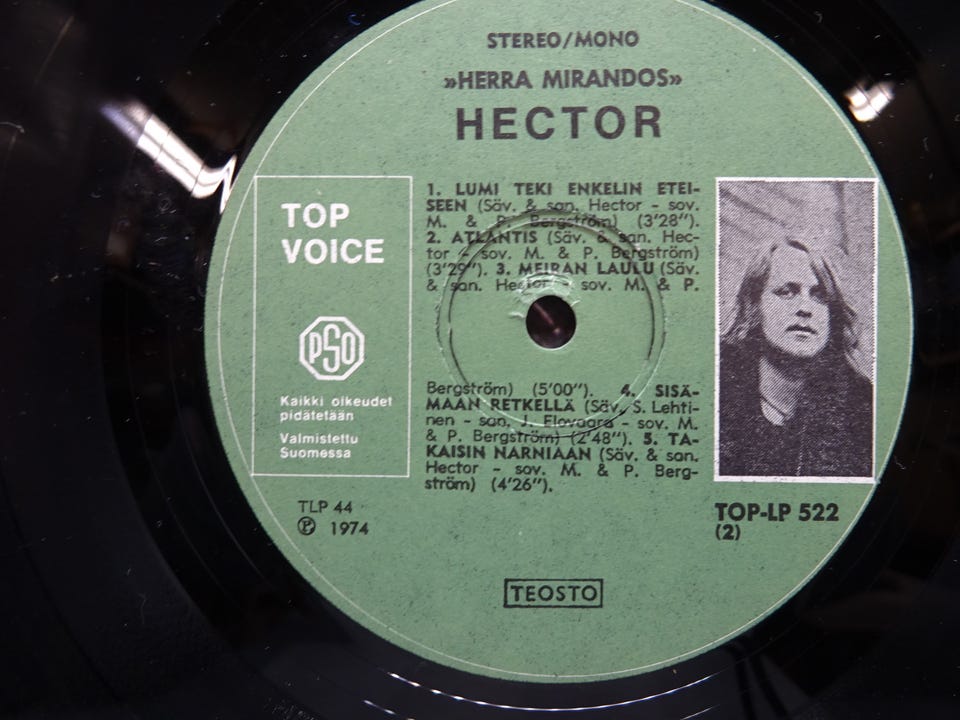 STEREO/MONO
»HERRA MIRANDOS»
HECTOR
TOP
VOICE
PSO
Kaikki oikeudet
pidätetään
Valmistettu
Suomessa
TLP 44
Ⓟ 1974
1. LUMI TEKI ENKELIN ETEI-
SEEN (Säv. & san. Hector - sov.
M. & P. Bergström) (3'28").
2. ATLANTIS (Säv. & san. Hec-
tor - sov. M. & P. Bergström)
(3'29"). 3. MEIRAN LAULU (Säv.
& san. Hector - sov. M. & P.
Bergström) (5'00"). 4. SISÄ-
MAAN RETKELLÄ (Säv. S. Lehti-
nen - san. J. Elovaara - sov. M.
& P. Bergström) (2'48"). 5. TA-
KAISIN NARNIAAN (Säv. & san.
Hector - sov. M. & P. Berg-
ström) (4'26").
TOP-LP 522
(2)
TEOSTO